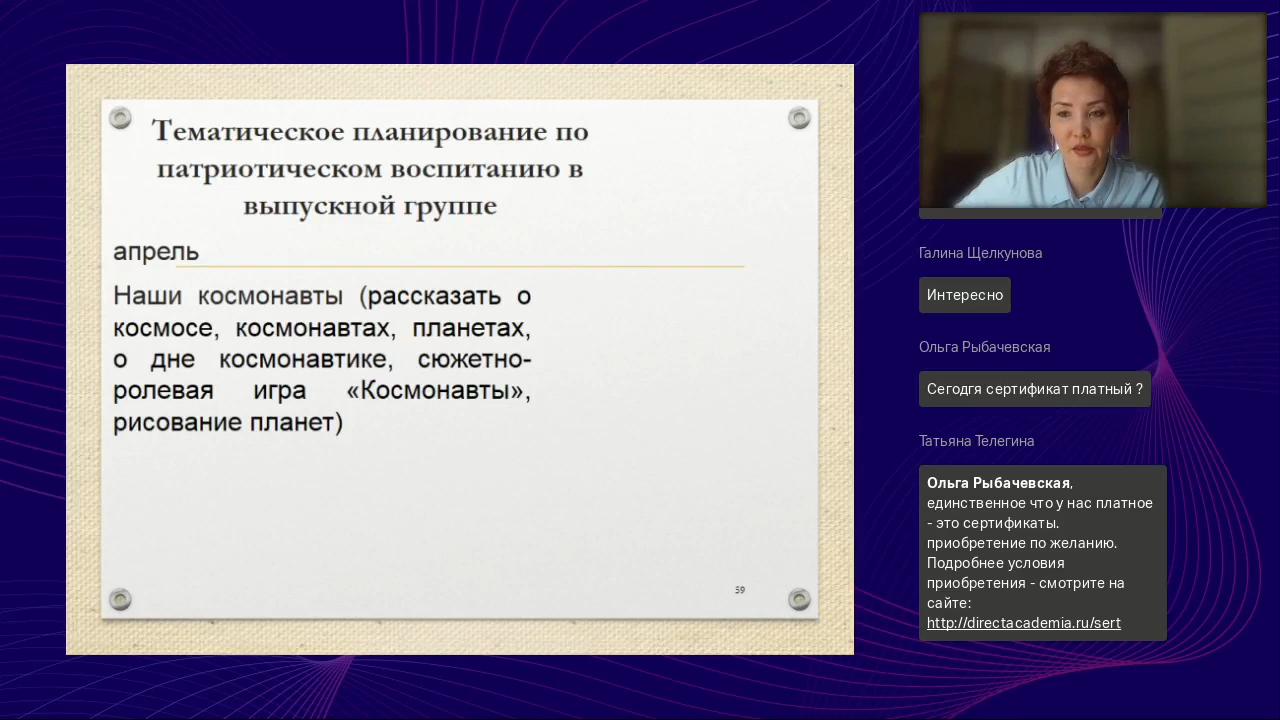 Тематическое планирование по
патриотическом воспитанию в
выпускной группе
апрель
Наши космонавты (рассказать о
космосе, космонавтах, планетах,
о дне космонавтике, сюжетно-
ролевая игра «Космонавты»,
рисование планет)
59
Галина Щелкунова
Интересно
Ольга Рыбачевская
Сегодгя сертификат платный ?
Татьяна Телегина
Ольга Рыбачевская,
единственное что у нас платное
- это сертификаты.
приобретение по желанию.
Подробнее условия
приобретения - смотрите на
сайте:
http://directacademia.ru/sert